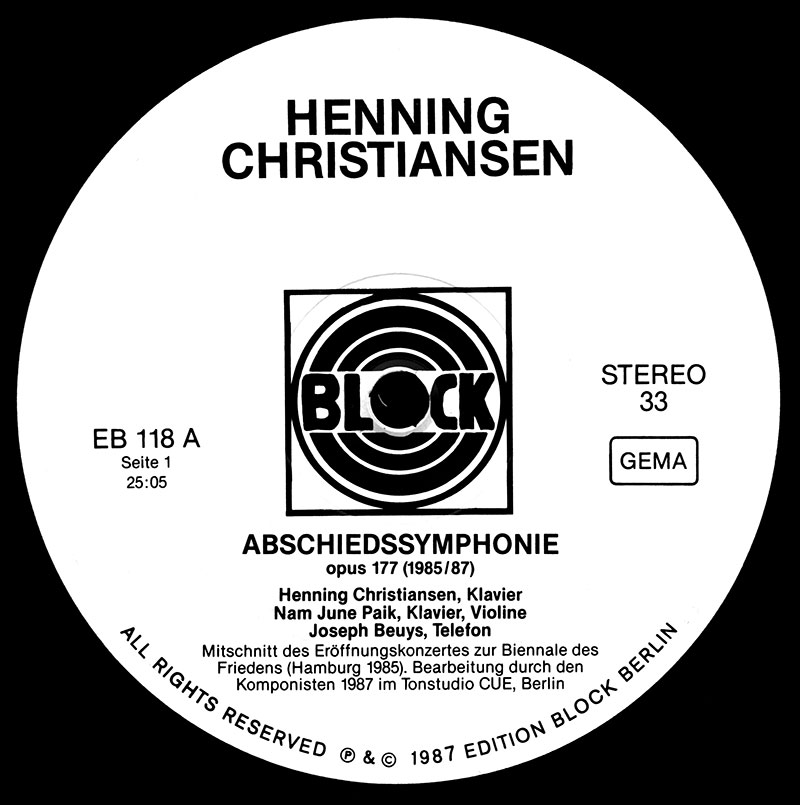 HENNING
CHRISTIANSEN
BLOCK
STEREO
33
EB 118 A
Seite 1
25:05
GEMA
ABSCHIEDSSYMPHONIE
opus 177 (1985/87)
Henning Christiansen, Klavier
Nam June Paik, Klavier, Violine
Joseph Beuys, Telefon
Mitschnitt des Eröffnungskonzertes zur Biennale des
Friedens (Hamburg 1985). Bearbeitung durch den
Komponisten 1987 im Tonstudio CUE, Berlin
ALL RIGHTS RESERVED ℗ & © 1987 EDITION BLOCK BERLIN